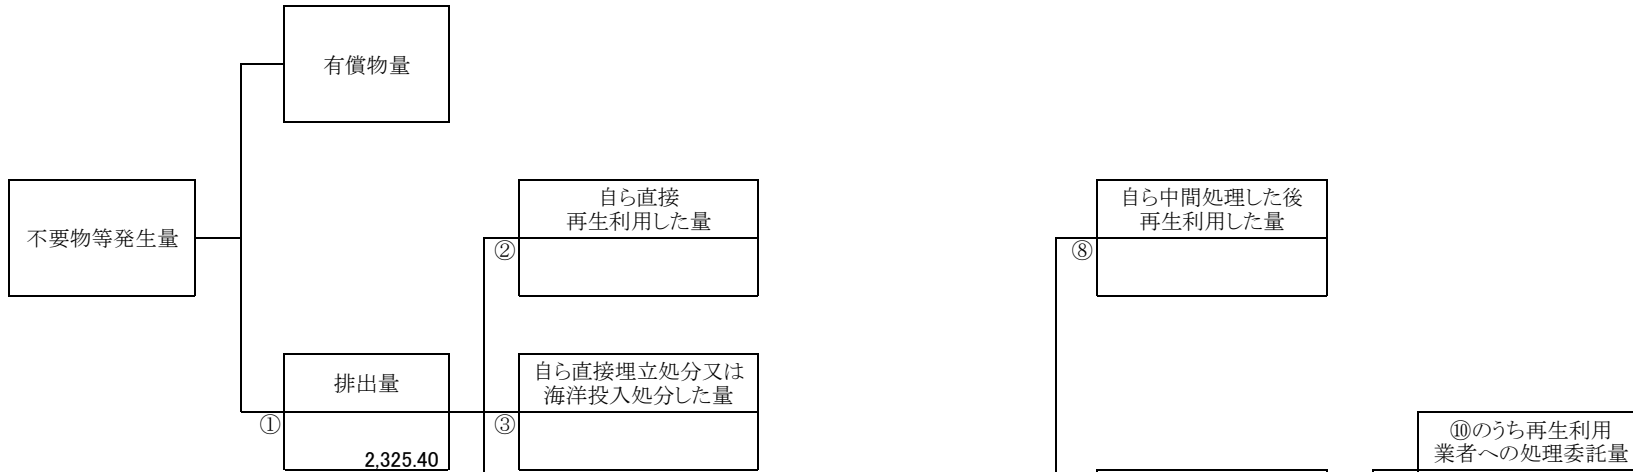 有償物量
不要物等発生量
自ら直接
再生利用した量
②
自ら中間処理した後
再生利用した量
⑧
排出量
①
2,325.40
自ら直接埋立処分又は
海洋投入処分した量
③
⑩のうち再生利用
業者への処理委託量